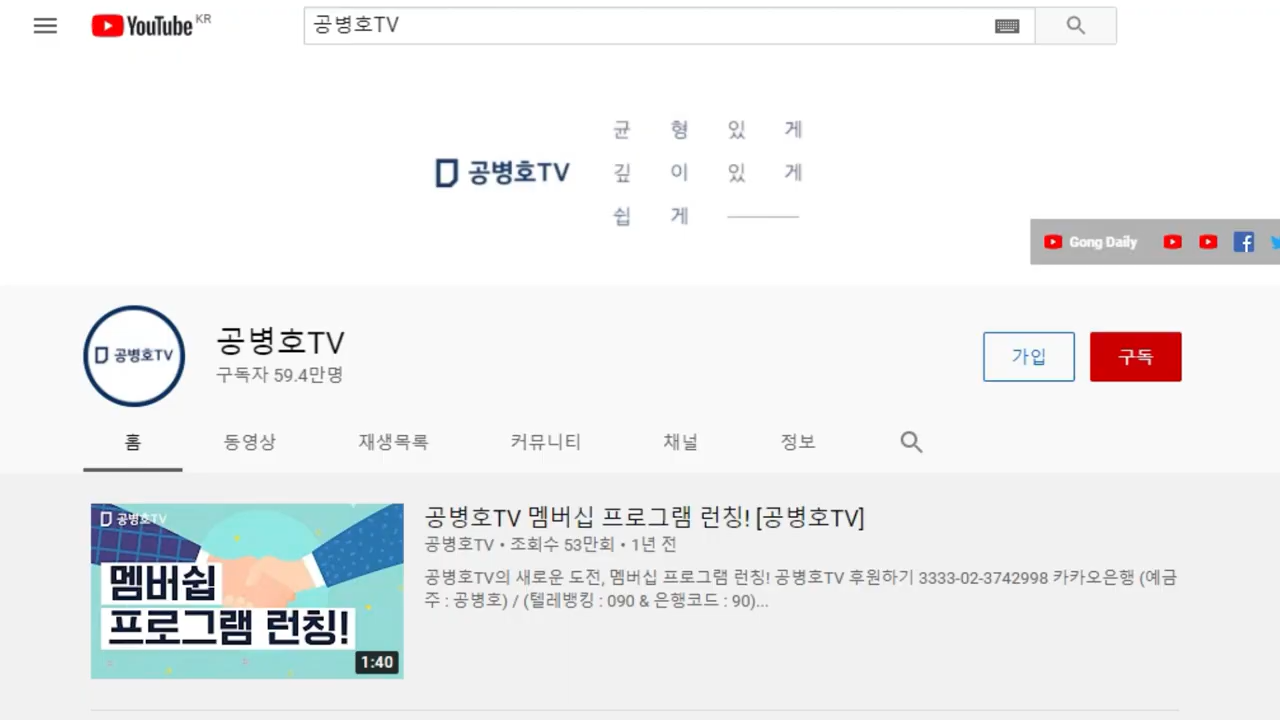 YouTube KR
공병호TV
균 형 있 게
공병호TV 깊 이 있 게
쉽 게
Gong Daily
공병호TV
공병호TV
구독자 59.4만명
가입
구독
홈 동영상 재생목록 커뮤니티 채널 정보
공병호TV
멤버쉽
프로그램 런칭!
1:40
공병호TV 멤버십 프로그램 런칭! [공병호TV]
공병호TV • 조회수 53만회 • 1년 전
공병호TV의 새로운 도전, 멤버십 프로그램 런칭! 공병호TV 후원하기 3333-02-3742998 카카오은행 (예금
주 : 공병호) / (텔레뱅킹 : 090 & 은행코드 : 90)...